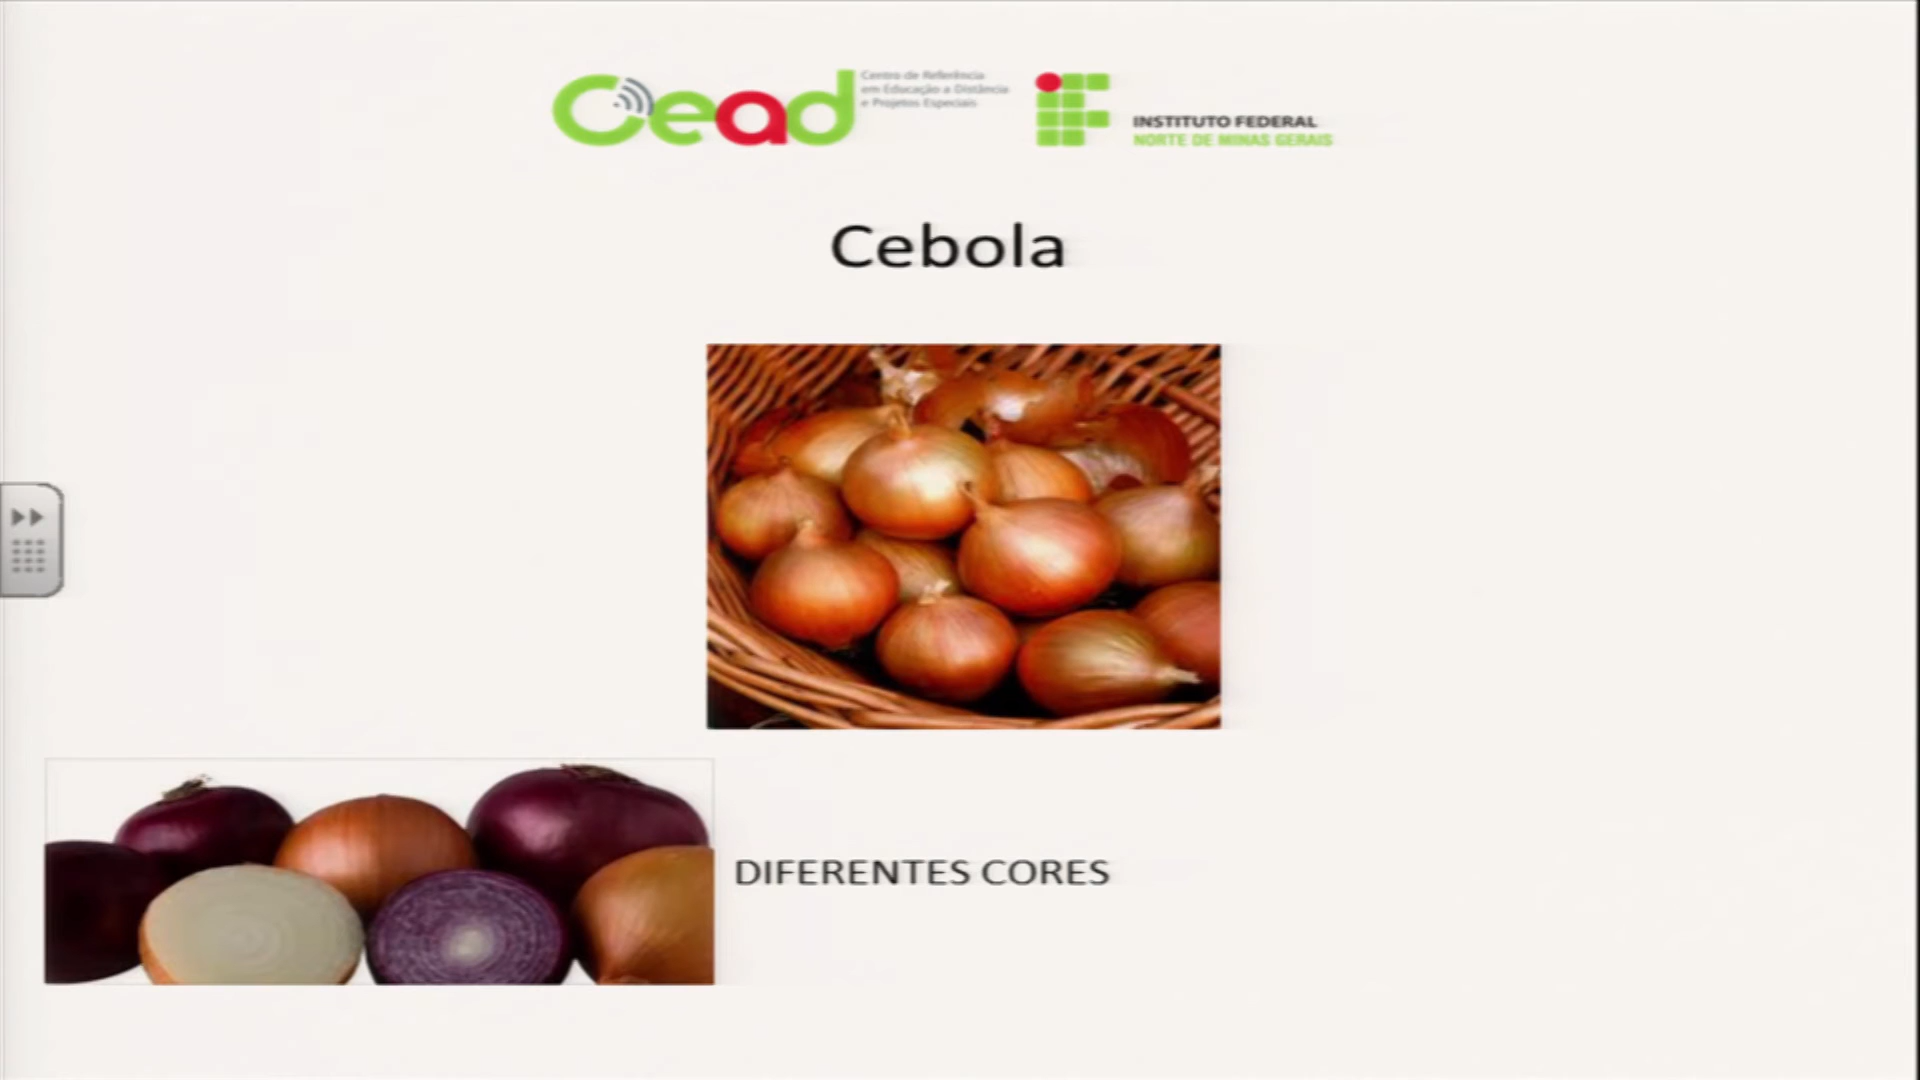 Cead
Centro de Referência
em Educação a Distância
e Projetos Especiais
INSTITUTO FEDERAL
NORTE DE MINAS GERAIS
Cebola
DIFERENTES CORES